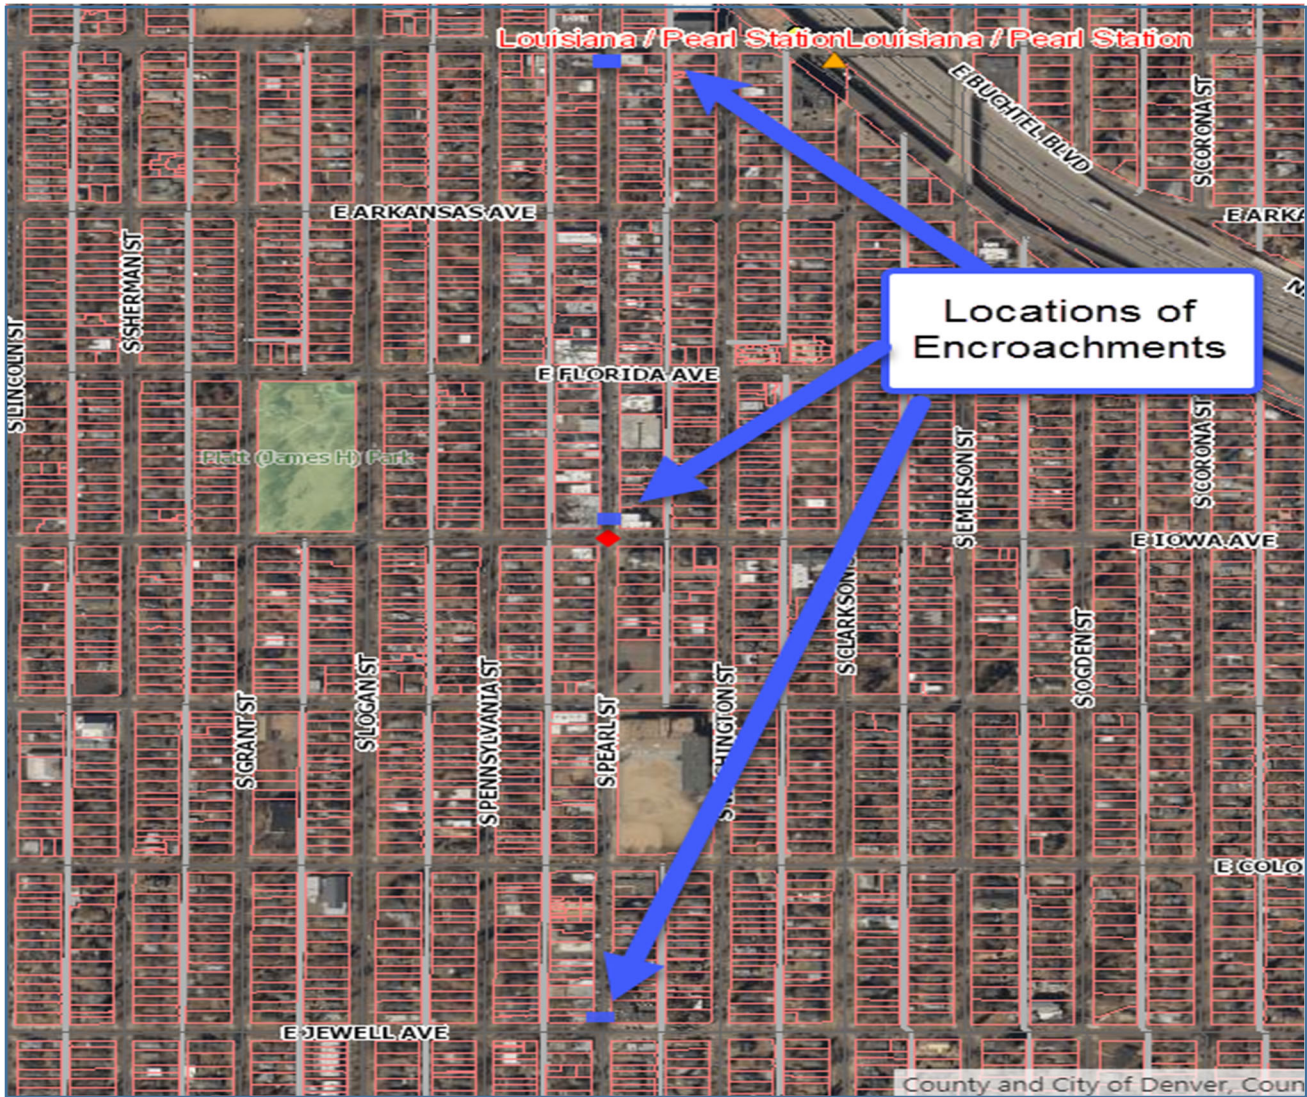 Louisiana / Pearl StationLouisiana / Pearl Station
E BUCHTEL BLVD
S CORONA ST
E ARKANSAS AVE
E ARKA
S SHERMAN ST
N
Locations of
Encroachments
S LINCOLN ST
E FLORIDA AVE
S CORONA ST
Platt (James H) Park
S EMERSON ST
E IOWA AVE
S CLARKSON
S OGDEN ST
S LOGAN ST
S PENNSYLVANIA ST
S GRANT ST
S PEARL ST
S
HINGTON ST
E COLO
E JEWELL AVE
County and City of Denver, Coun